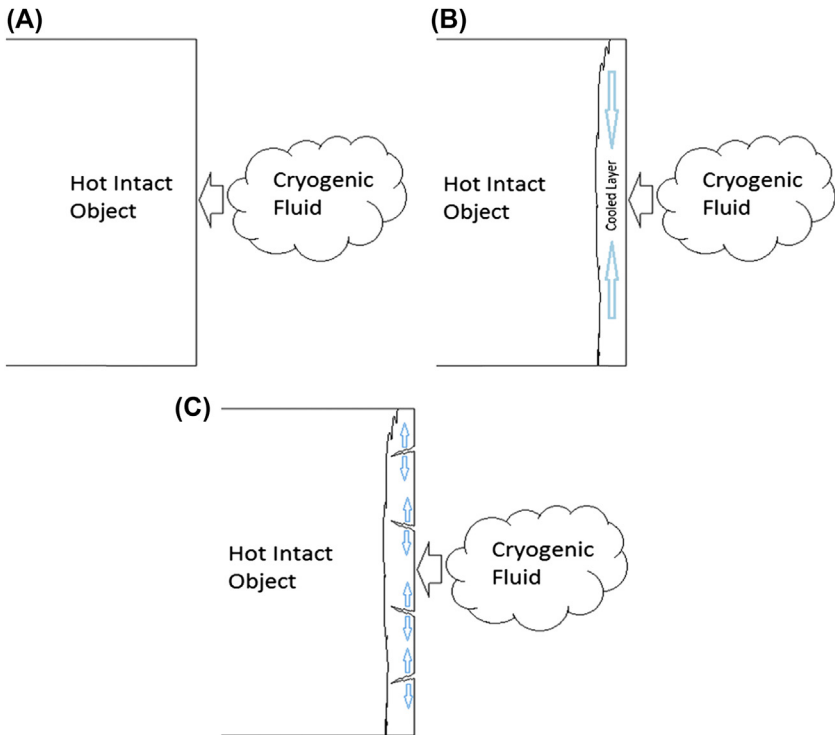 (A)
Hot Intact
Object
Cryogenic
Fluid
(B)
Hot Intact
Object
Cooled Layer
Cryogenic
Fluid
(C)
Hot Intact
Object
Cryogenic
Fluid